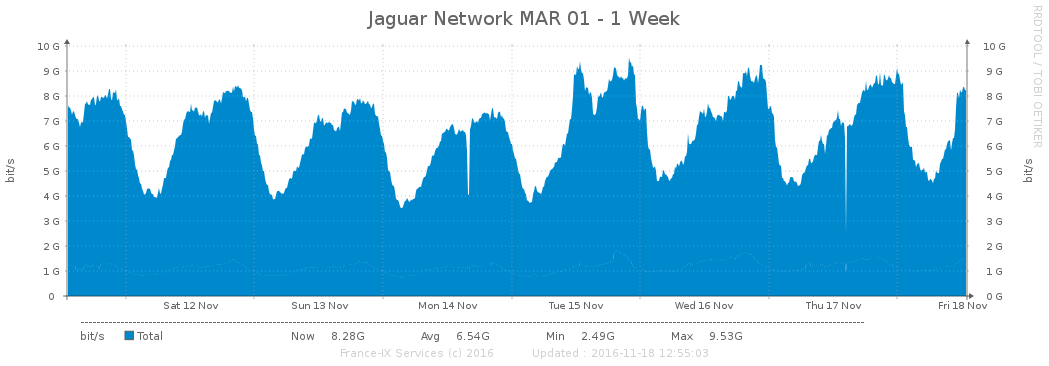 Jaguar Network MAR 01 - 1 Week
RRDTOOL / TOBI OETIKER
10 G 10 G
9 G 9 G
8 G 8 G
7 G 7 G
6 G 6 G
5 G 5 G
4 G 4 G
3 G 3 G
2 G 2 G
1 G 1 G
0 0 G
bit/s bit/s
Sat 12 Nov Sun 13 Nov Mon 14 Nov Tue 15 Nov Wed 16 Nov Thu 17 Nov Fri 18 Nov
bit/s Total Now 8.28G Avg 6.54G Min 2.49G Max 9.53G
France-IX Services (c) 2016 Updated : 2016-11-18 12:55:03